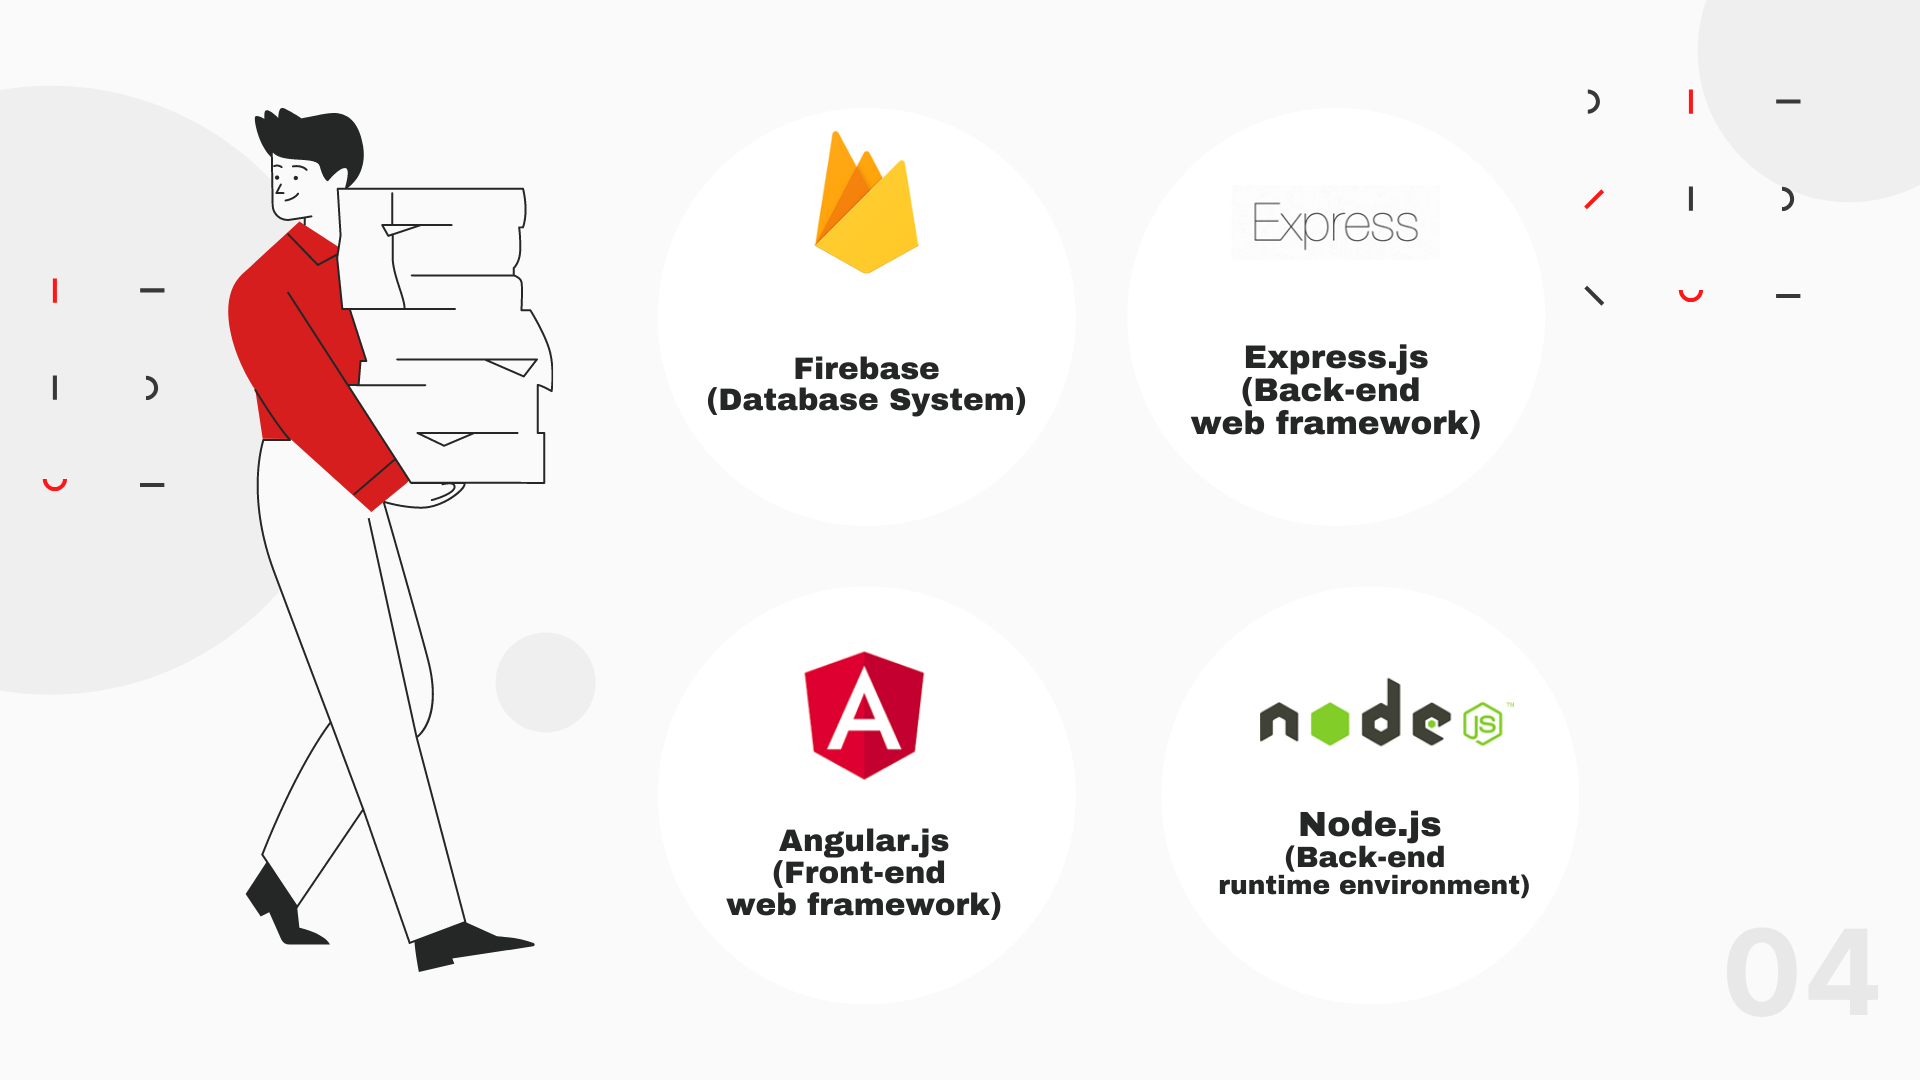 Firebase
(Database System)
Express
Express.js
(Back-end
web framework)
A
Angular.js
(Front-end
web framework)
node JS ™
Node.js
(Back-end
runtime environment)
04